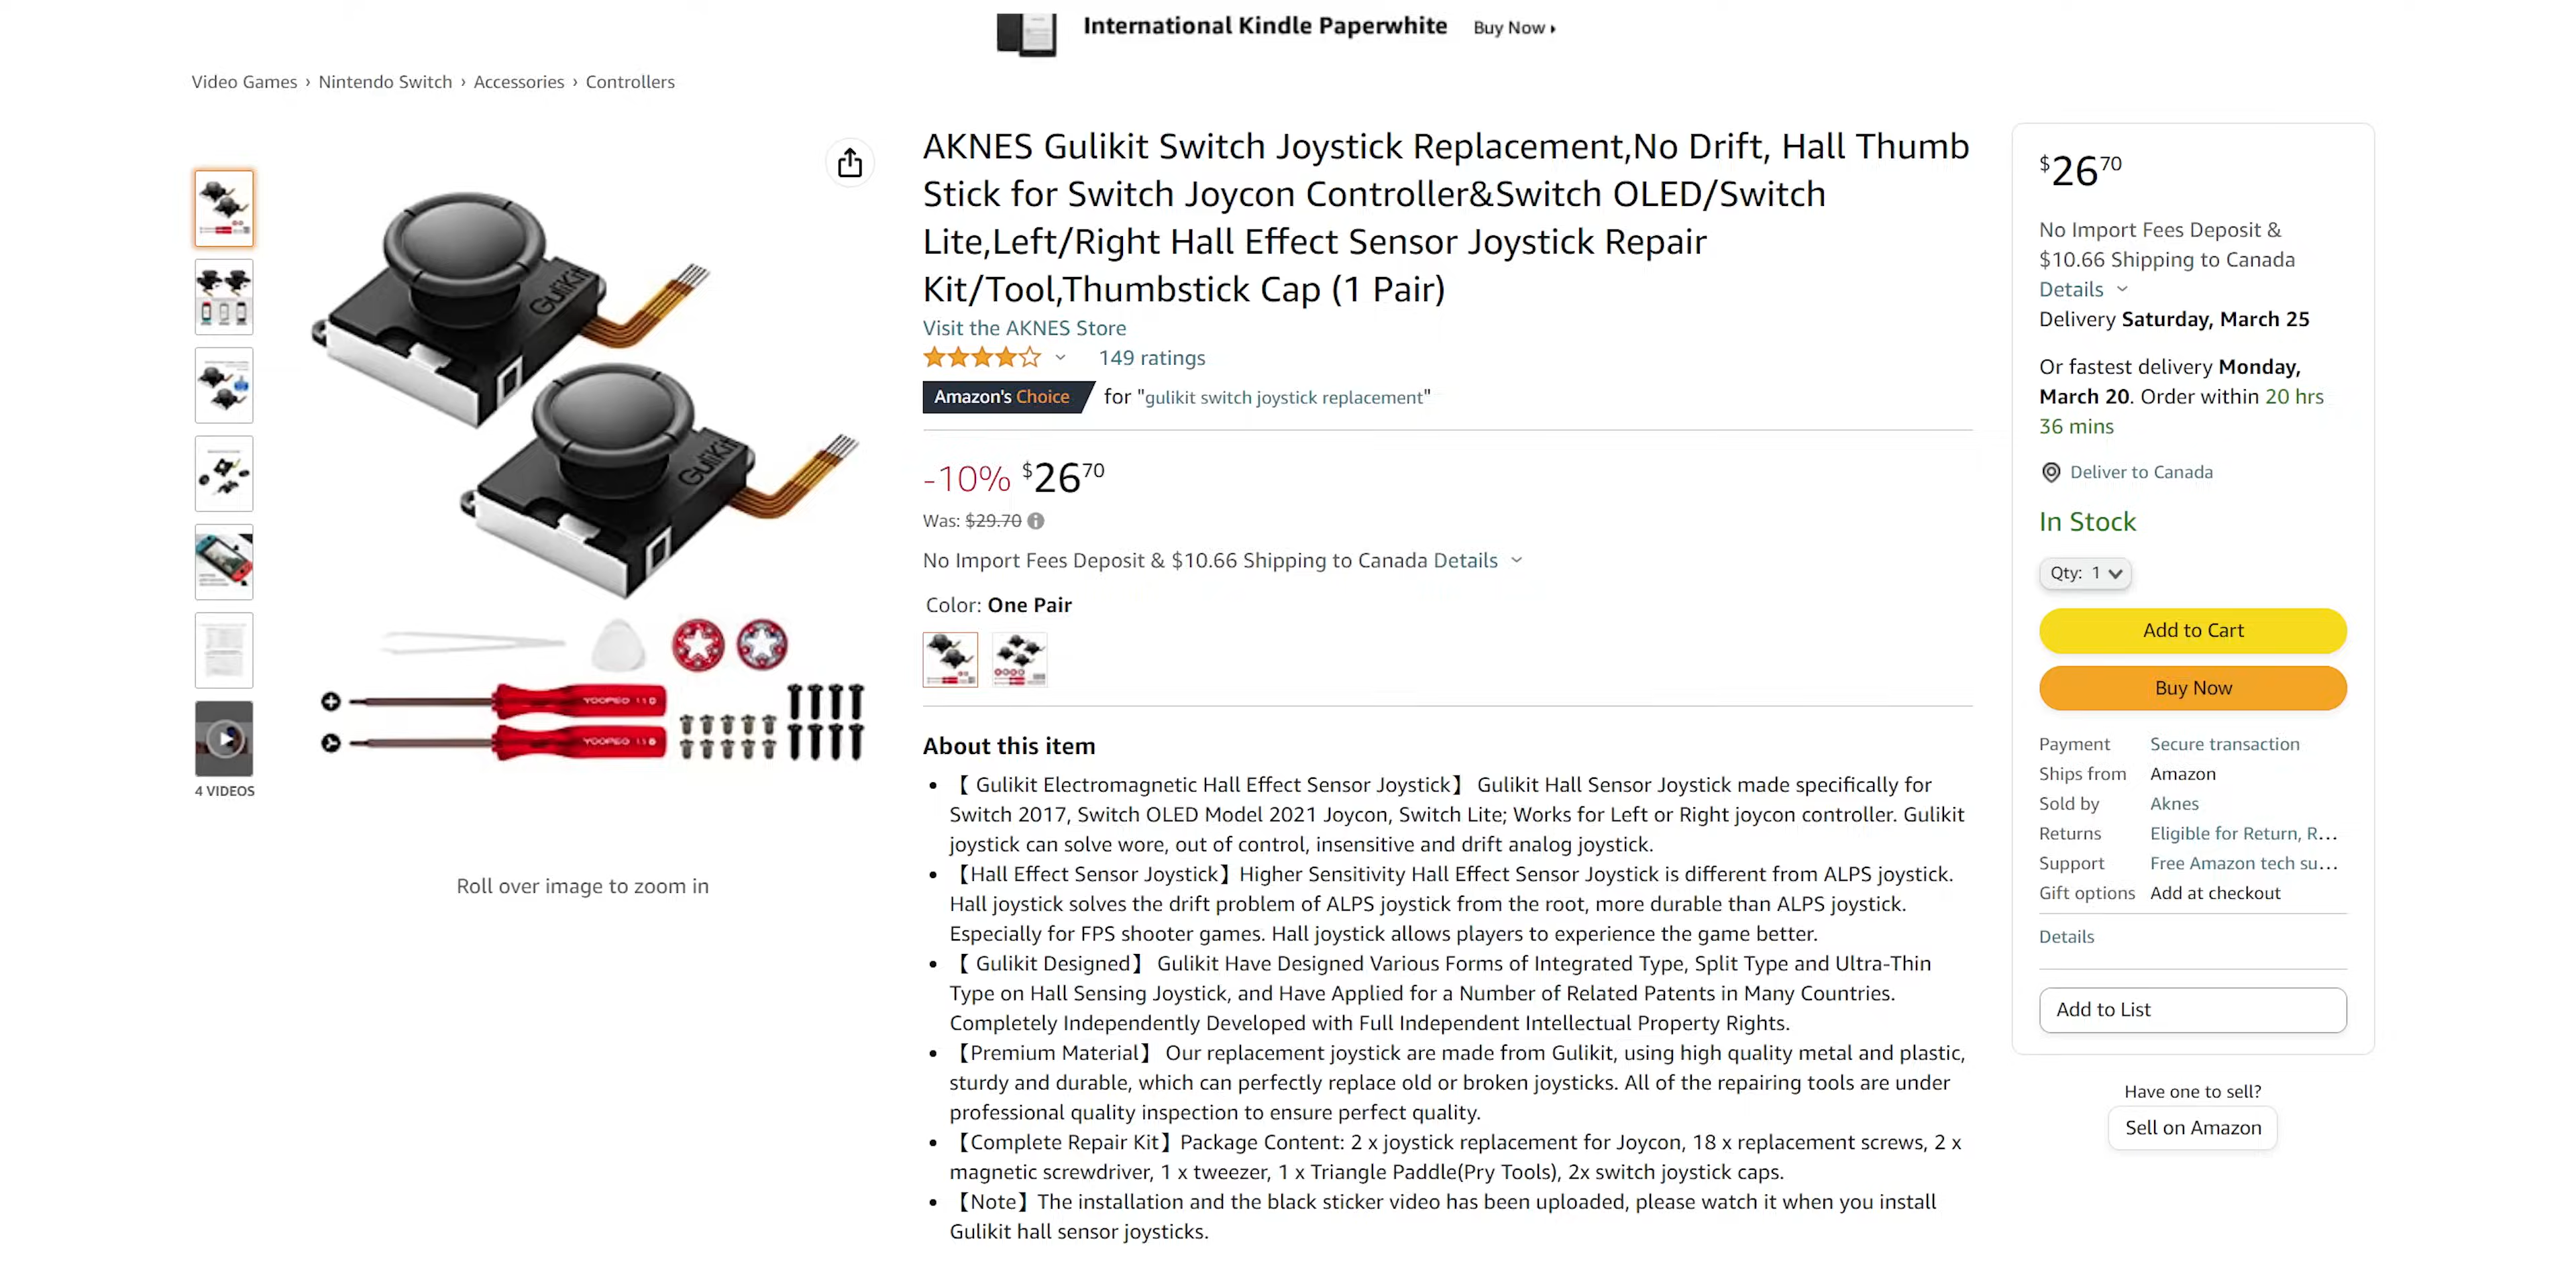 International Kindle Paperwhite Buy Now
Video Games › Nintendo Switch › Accessories › Controllers
AKNES Gulikit Switch Joystick Replacement,No Drift, Hall Thumb
Stick for Switch Joycon Controller&Switch OLED/Switch
Lite,Left/Right Hall Effect Sensor Joystick Repair
Kit/Tool,Thumbstick Cap (1 Pair)
Visit the AKNES Store
149 ratings
Amazon's Choice for "gulikit switch joystick replacement"
-10% $2670
Was: $29.70
No Import Fees Deposit & $10.66 Shipping to Canada Details
Color: One Pair
GuliKit
GuliKit
4 VIDEOS
Roll over image to zoom in
About this item
• 【 Gulikit Electromagnetic Hall Effect Sensor Joystick】 Gulikit Hall Sensor Joystick made specifically for
Switch 2017, Switch OLED Model 2021 Joycon, Switch Lite; Works for Left or Right joycon controller. Gulikit
joystick can solve wore, out of control, insensitive and drift analog joystick.
• 【Hall Effect Sensor Joystick】Higher Sensitivity Hall Effect Sensor Joystick is different from ALPS joystick.
Hall joystick solves the drift problem of ALPS joystick from the root, more durable than ALPS joystick.
Especially for FPS shooter games. Hall joystick allows players to experience the game better.
• 【 Gulikit Designed】 Gulikit Have Designed Various Forms of Integrated Type, Split Type and Ultra-Thin
Type on Hall Sensing Joystick, and Have Applied for a Number of Related Patents in Many Countries.
Completely Independently Developed with Full Independent Intellectual Property Rights.
• 【Premium Material】 Our replacement joystick are made from Gulikit, using high quality metal and plastic,
sturdy and durable, which can perfectly replace old or broken joysticks. All of the repairing tools are under
professional quality inspection to ensure perfect quality.
• 【Complete Repair Kit】Package Content: 2 x joystick replacement for Joycon, 18 x replacement screws, 2 x
magnetic screwdriver, 1 x tweezer, 1 x Triangle Paddle(Pry Tools), 2x switch joystick caps.
• 【Note】The installation and the black sticker video has been uploaded, please watch it when you install
Gulikit hall sensor joysticks.
$2670
No Import Fees Deposit &
$10.66 Shipping to Canada
Details
Delivery Saturday, March 25
Or fastest delivery Monday,
March 20. Order within 20 hrs
36 mins
Deliver to Canada
In Stock
Qty: 1
Add to Cart
Buy Now
Payment Secure transaction
Ships from Amazon
Sold by Aknes
Returns Eligible for Return, R...
Support Free Amazon tech su...
Gift options Add at checkout
Details
Add to List
Have one to sell?
Sell on Amazon